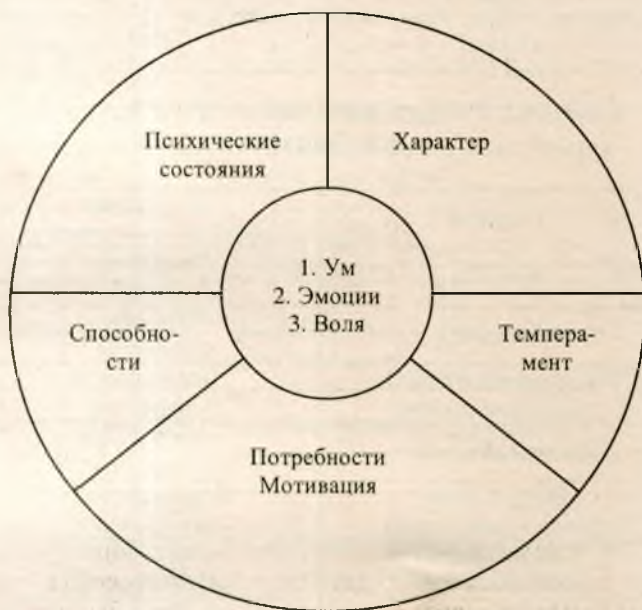 Психические
состояния
Характер
1. Ум
2. Эмоции
3. Воля
Способно-
сти
Темпера-
мент
Потребности
Мотивация